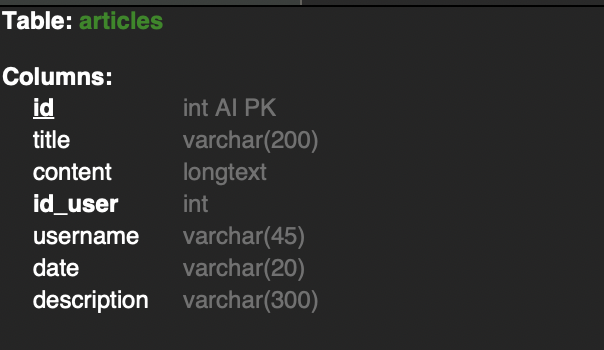 Table: articles
Columns:
id int AI PK
title varchar(200)
content longtext
id_user int
username varchar(45)
date varchar(20)
description varchar(300)